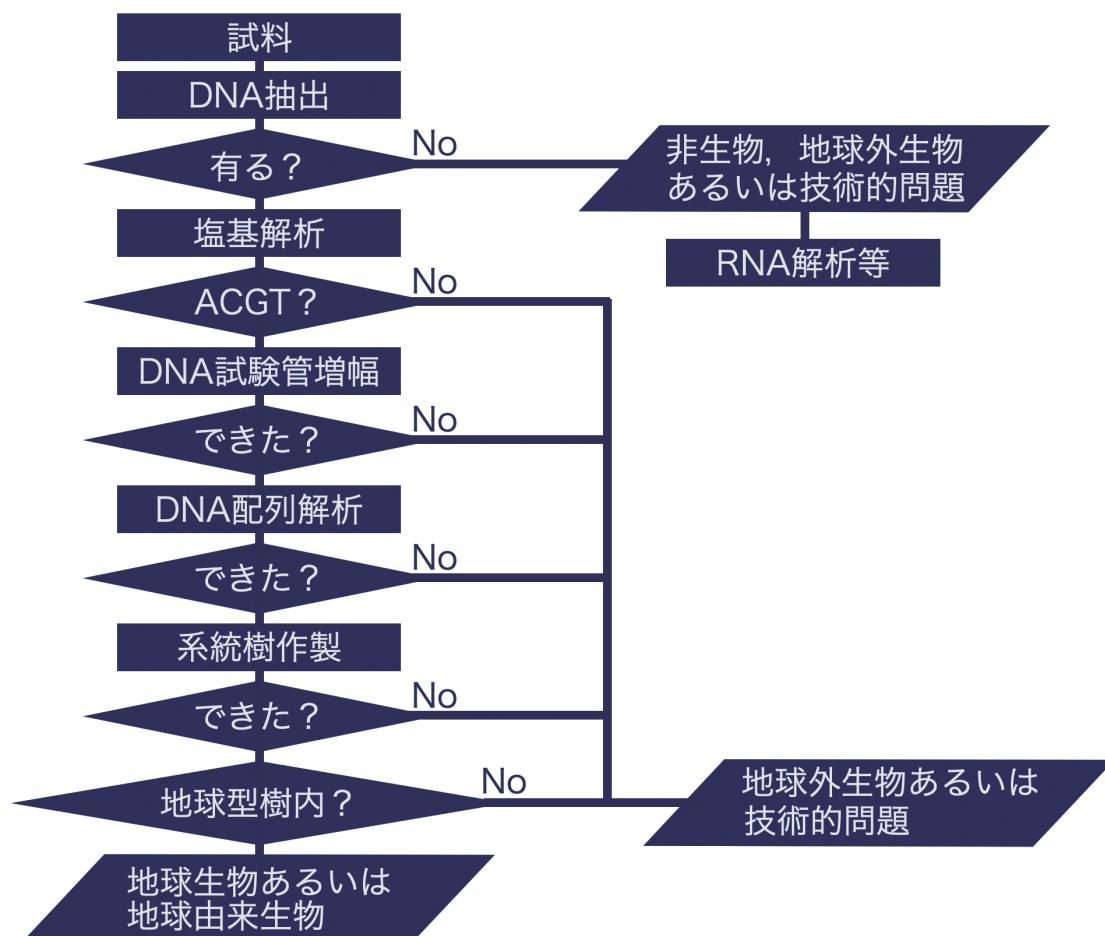 試料
DNA抽出
有る？
No
非生物，地球外生物
あるいは技術的問題
RNA解析等
塩基解析
ACGT？
No
DNA試験管増幅
できた？
No
DNA配列解析
できた？
No
系統樹作製
できた？
No
地球型樹内？
No
地球外生物あるいは
技術的問題
地球生物あるいは
地球由来生物